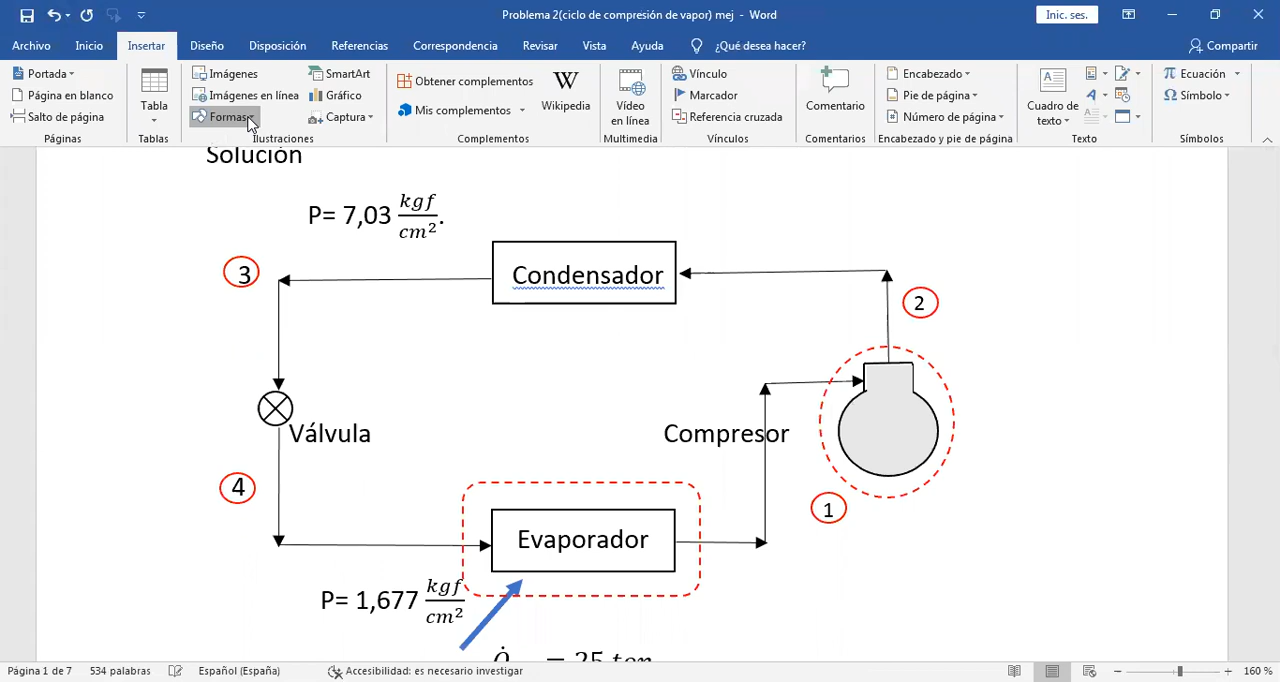 Problema 2(ciclo de compresión de vapor) mej - Word
Inic. ses.
Archivo Inicio Insertar Diseño Disposición Referencias Correspondencia Revisar Vista Ayuda ¿Qué desea hacer? Compartir
Portada
Página en blanco
Salto de página
Páginas
Tabla
Tablas
Imágenes
Imágenes en línea
Formas
SmartArt
Gráfico
Captura
Ilustraciones
Obtener complementos
Mis complementos
W
Wikipedia
Complementos
Vídeo
en línea
Multimedia
Vínculo
Marcador
Referencia cruzada
Vínculos
Comentario
Comentarios
Encabezado
Pie de página
Número de página
Encabezado y pie de página
A
Cuadro de
texto
Texto
π Ecuación
Ω Símbolo
Símbolos
Solución
P= 7,03 kgf/cm².
3
Condensador
2
Válvula
Compresor
4
1
Evaporador
P= 1,677 kgf/cm²
= 25 ton
Página 1 de 7 534 palabras Español (España) Accesibilidad: es necesario investigar 160 %